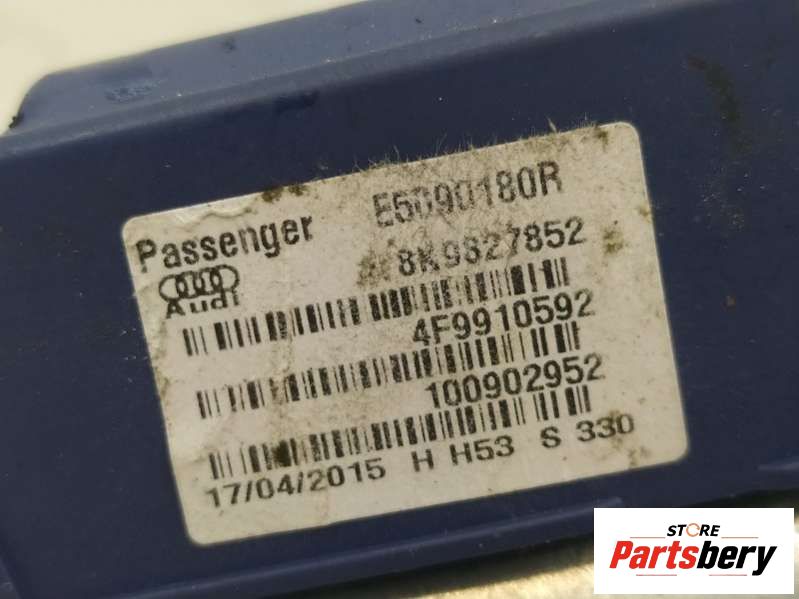 Passenger E5090180R
8K9827852
Audi
4F9910592
100902952
17/04/2015 H H53 S 330
STORE
Partsbery